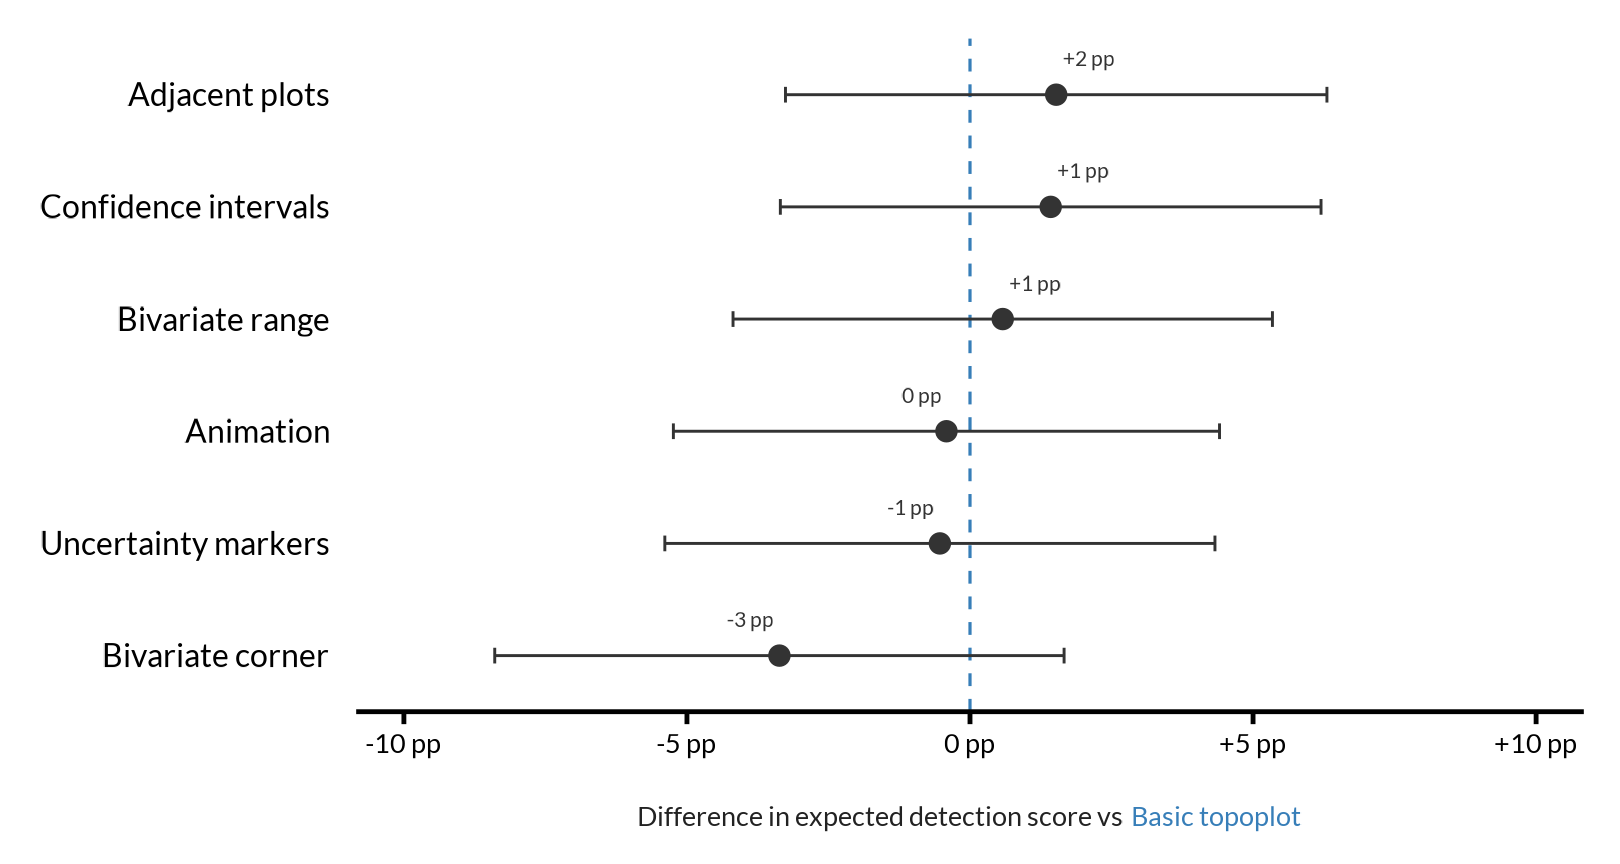 +2 pp
Adjacent plots
+1 pp
Confidence intervals
+1 pp
Bivariate range
0 pp
Animation
-1 pp
Uncertainty markers
-3 pp
Bivariate corner
-10 pp -5 pp 0 pp +5 pp +10 pp
Difference in expected detection score vs Basic topoplot